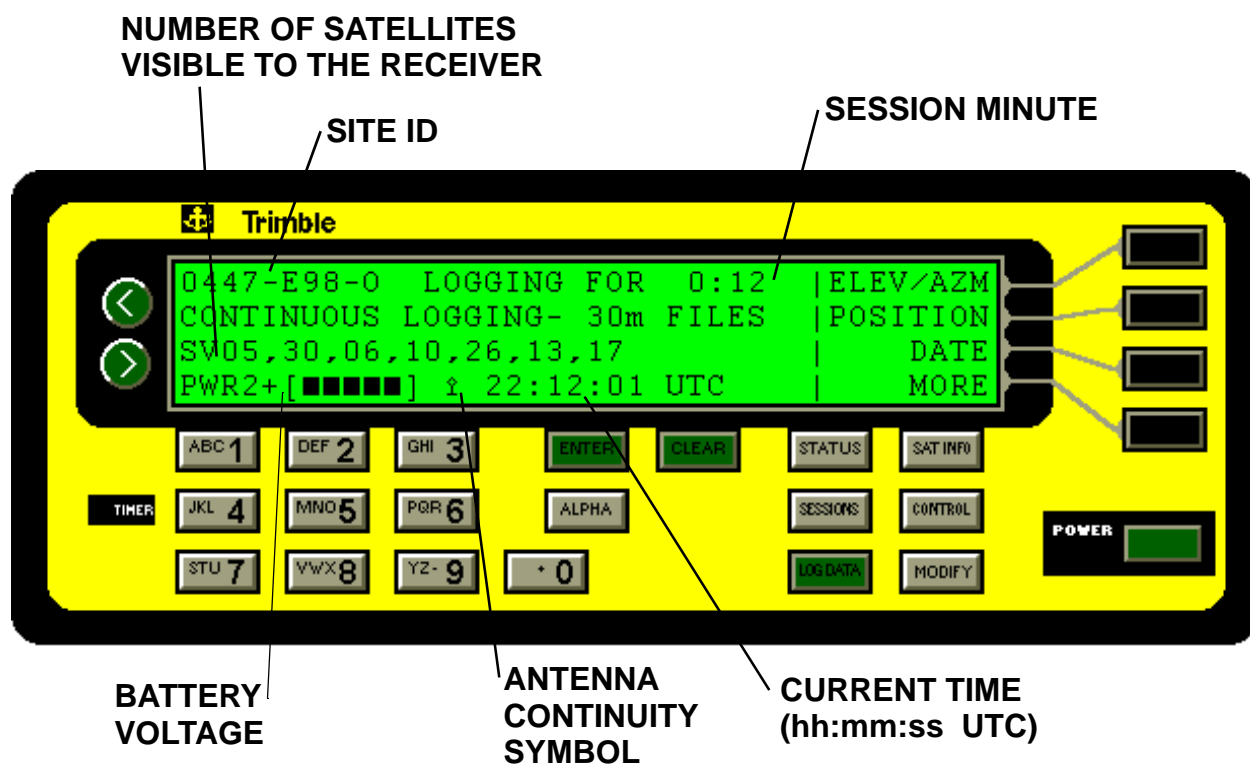 NUMBER OF SATELLITES
VISIBLE TO THE RECEIVER
SITE ID
SESSION MINUTE
Trimble
0447-E98-0 LOGGING FOR 0:12 |ELEV/AZM
CONTINUOUS LOGGING- 30m FILES |POSITION
SV05,30,06,10,26,13,17 | DATE
PWR2+[■■■■■] ⇧ 22:12:01 UTC | MORE
ABC 1 DEF 2 GHI 3 ENTER CLEAR STATUS SAT INFO
TIMER JKL 4 MNO 5 PQR 6 ALPHA SESSIONS CONTROL
POWER
STU 7 VWX 8 YZ- 9 + 0 LOG DATA MODIFY
BATTERY
VOLTAGE
ANTENNA
CONTINUITY
SYMBOL
CURRENT TIME
(hh:mm:ss UTC)